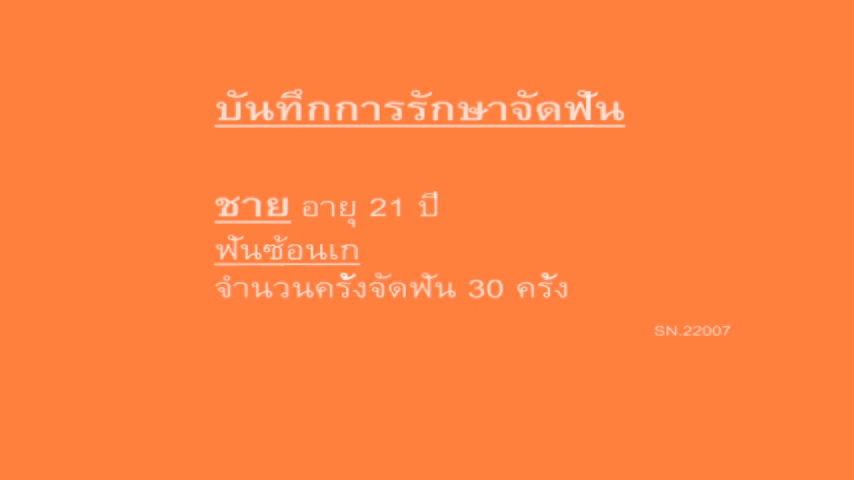 บันทึกการรักษาจัดฟัน
ชาย อายุ 21 ปี
ฟันซ้อนเก
จำนวนครั้งจัดฟัน 30 ครั้ง
SN.22007